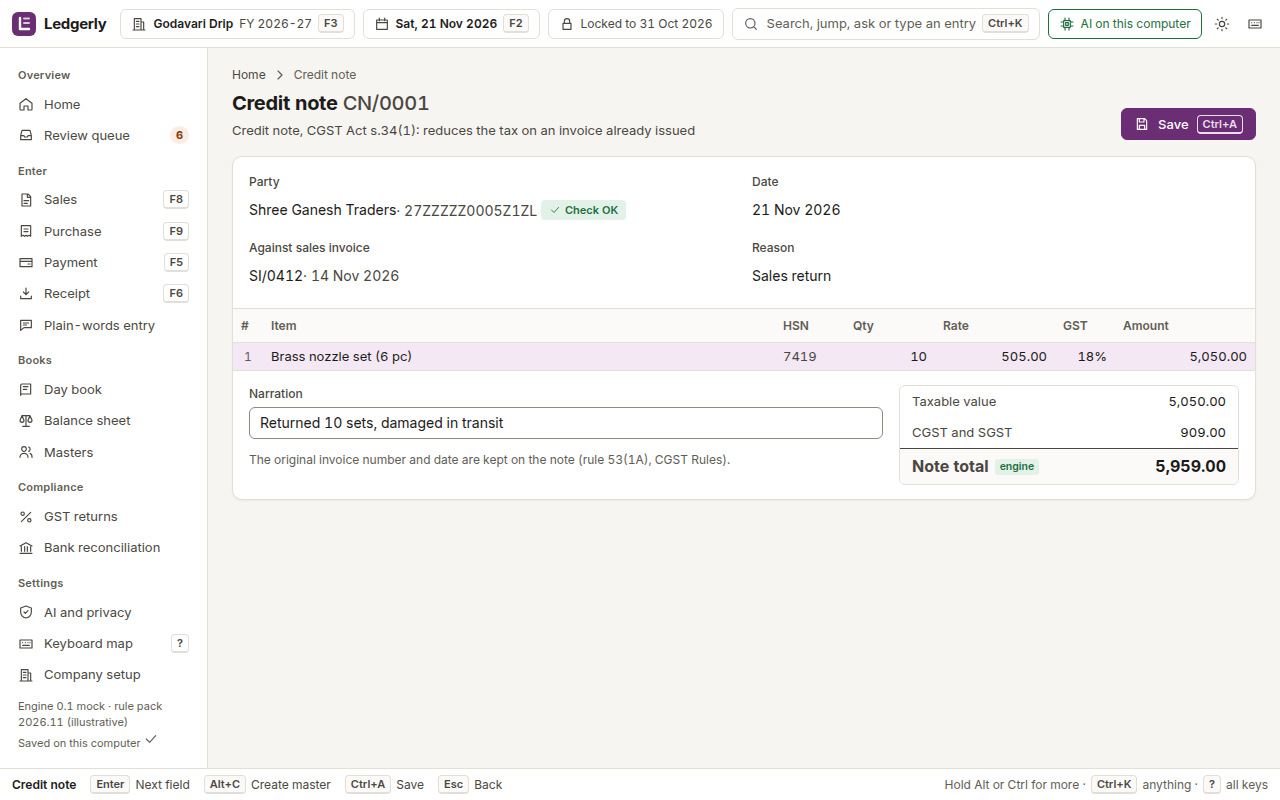 Ledgerly
Godavari Drip FY 2026-27 F3
Sat, 21 Nov 2026 F2
Locked to 31 Oct 2026
Search, jump, ask or type an entry Ctrl+K
AI on this computer
Overview
Home
Review queue 6
Enter
Sales F8
Purchase F9
Payment F5
Receipt F6
Plain-words entry
Books
Day book
Balance sheet
Masters
Compliance
GST returns
Bank reconciliation
Settings
AI and privacy
Keyboard map ?
Company setup
Engine 0.1 mock · rule pack
2026.11 (illustrative)
Saved on this computer
Home > Credit note
Credit note CN/0001
Credit note, CGST Act s.34(1): reduces the tax on an invoice already issued
Save Ctrl+A
Party
Shree Ganesh Traders· 27ZZZZZ0005Z1ZL Check OK
Date
21 Nov 2026
Against sales invoice
SI/0412· 14 Nov 2026
Reason
Sales return
# Item HSN Qty Rate GST Amount
1 Brass nozzle set (6 pc) 7419 10 505.00 18% 5,050.00
Narration
Returned 10 sets, damaged in transit
The original invoice number and date are kept on the note (rule 53(1A), CGST Rules).
Taxable value 5,050.00
CGST and SGST 909.00
Note total engine 5,959.00
Credit note Enter Next field Alt+C Create master Ctrl+A Save Esc Back
Hold Alt or Ctrl for more · Ctrl+K anything · ? all keys